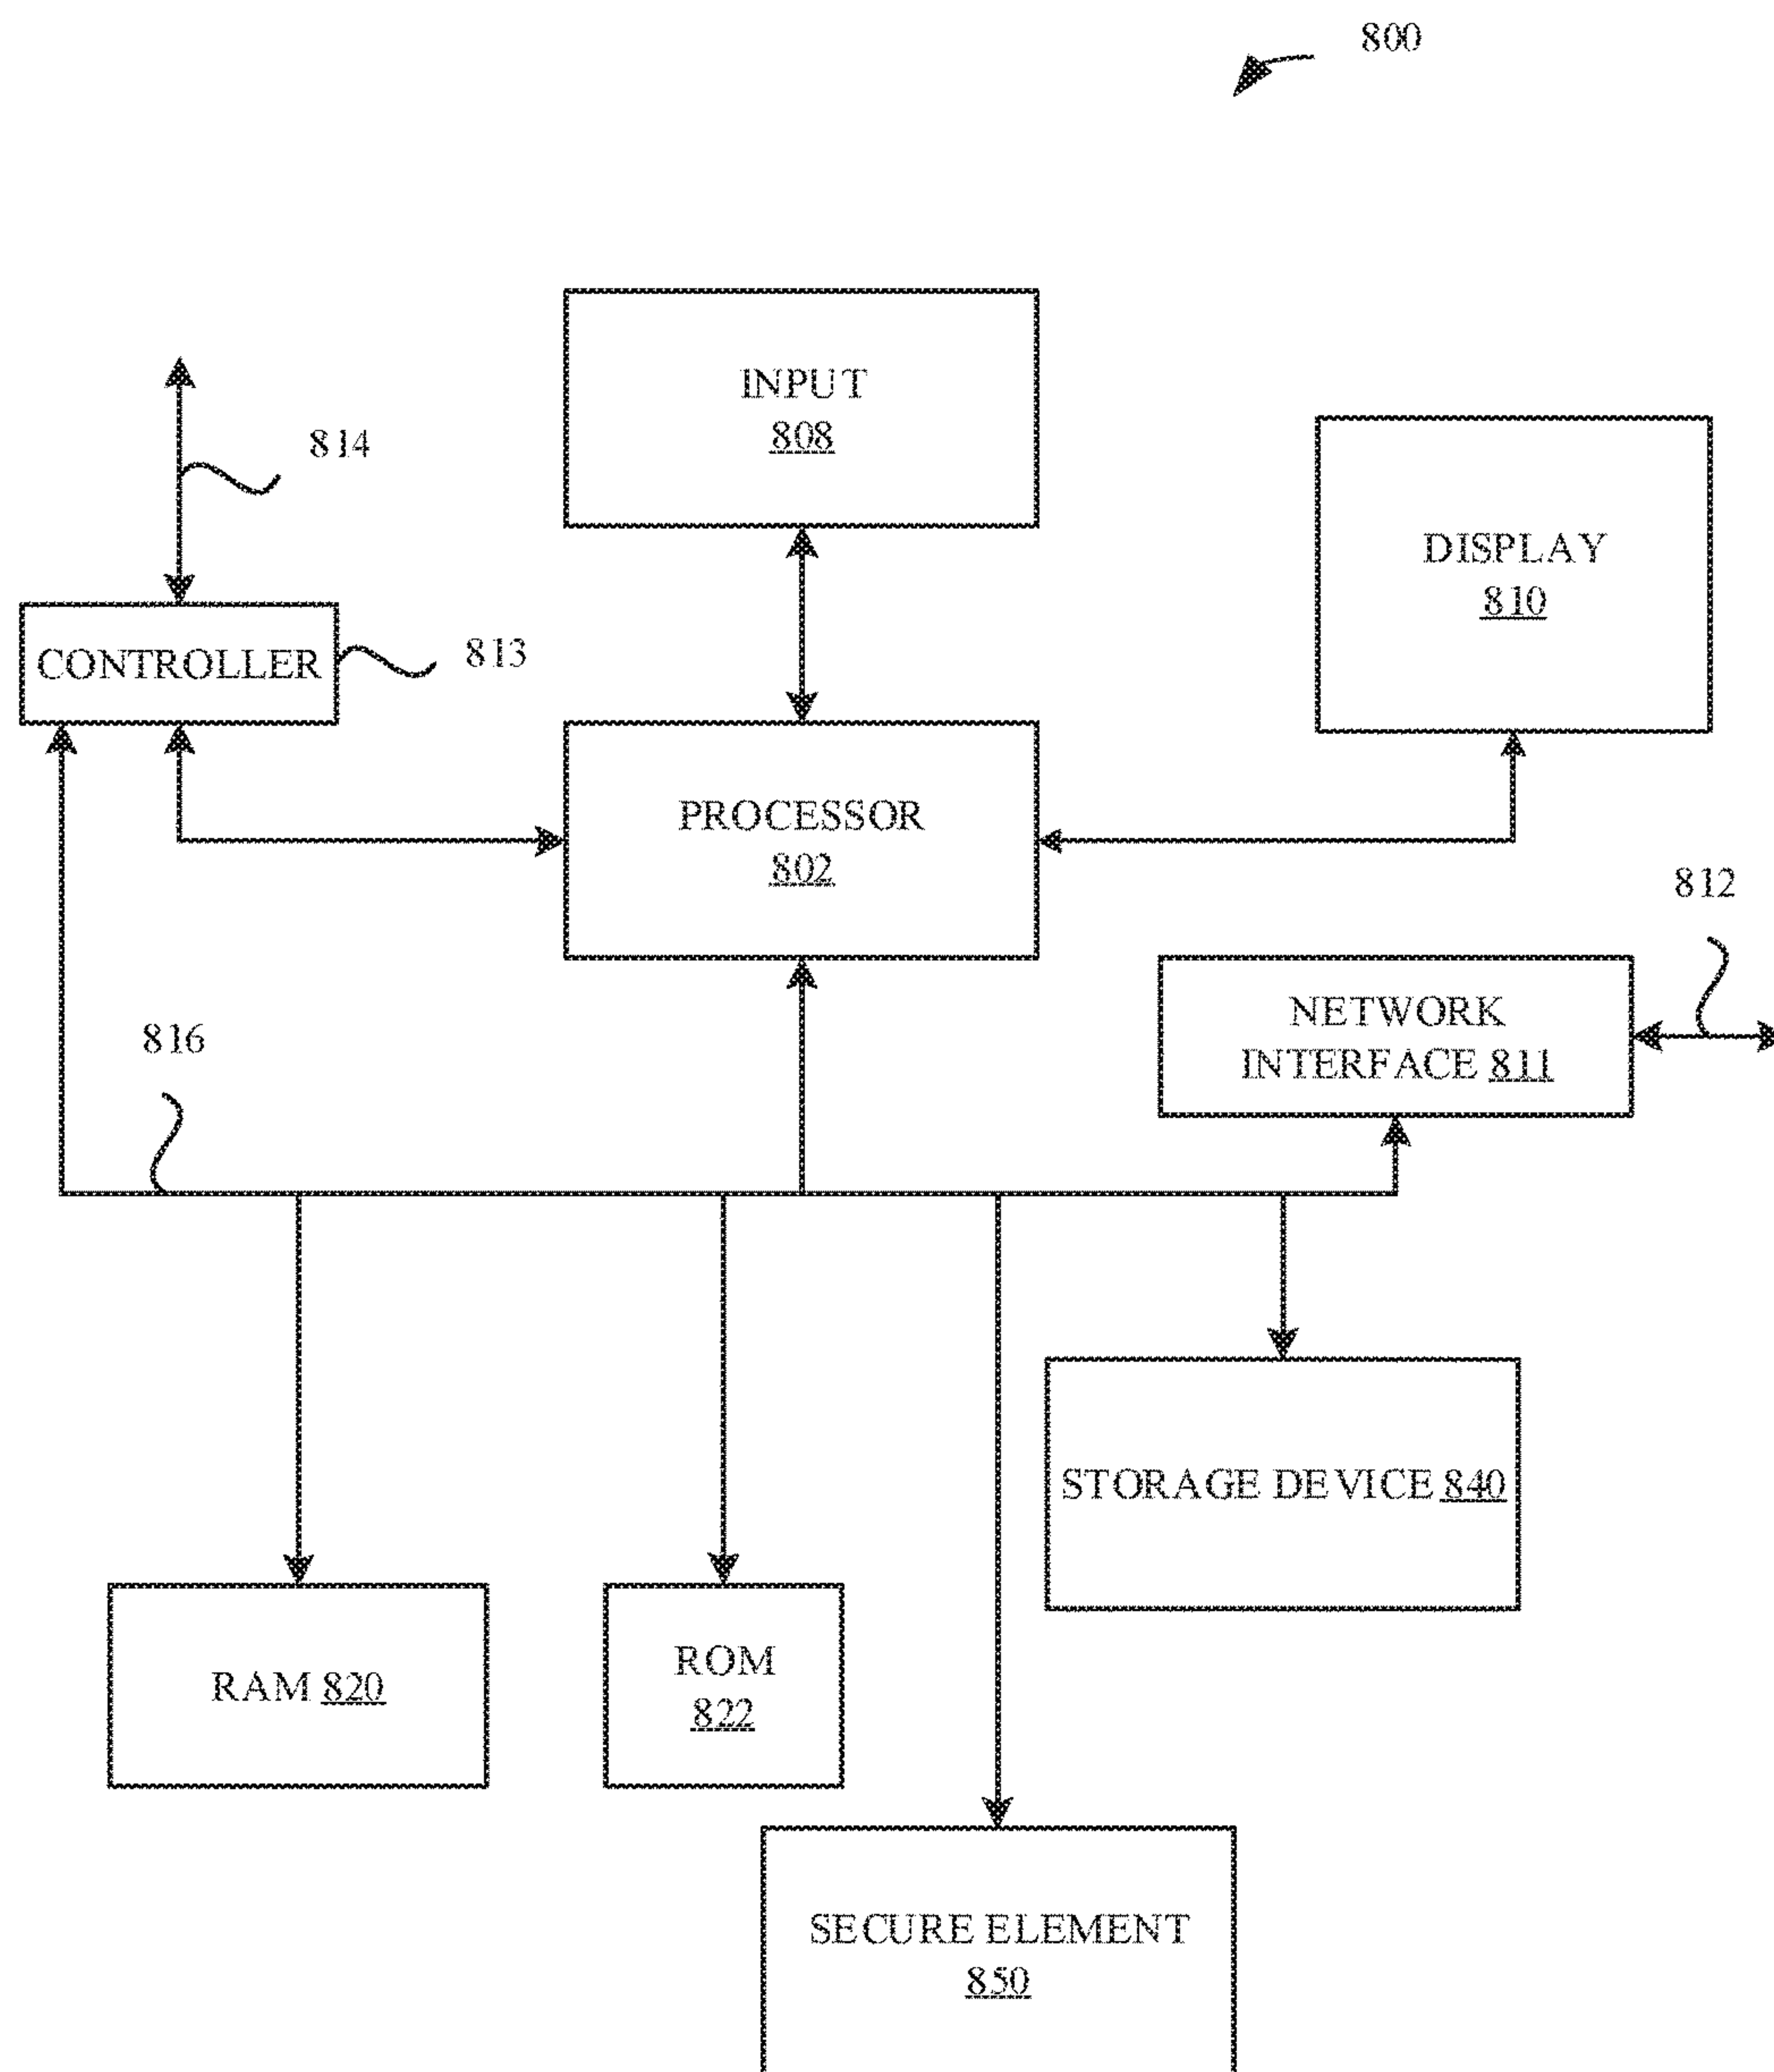 800
INPUT
808
814
DISPLAY
810
CONTROLLER
813
PROCESSOR
802
812
NETWORK
INTERFACE 811
816
STORAGE DEVICE 840
RAM 820
ROM
822
SECURE ELEMENT
850